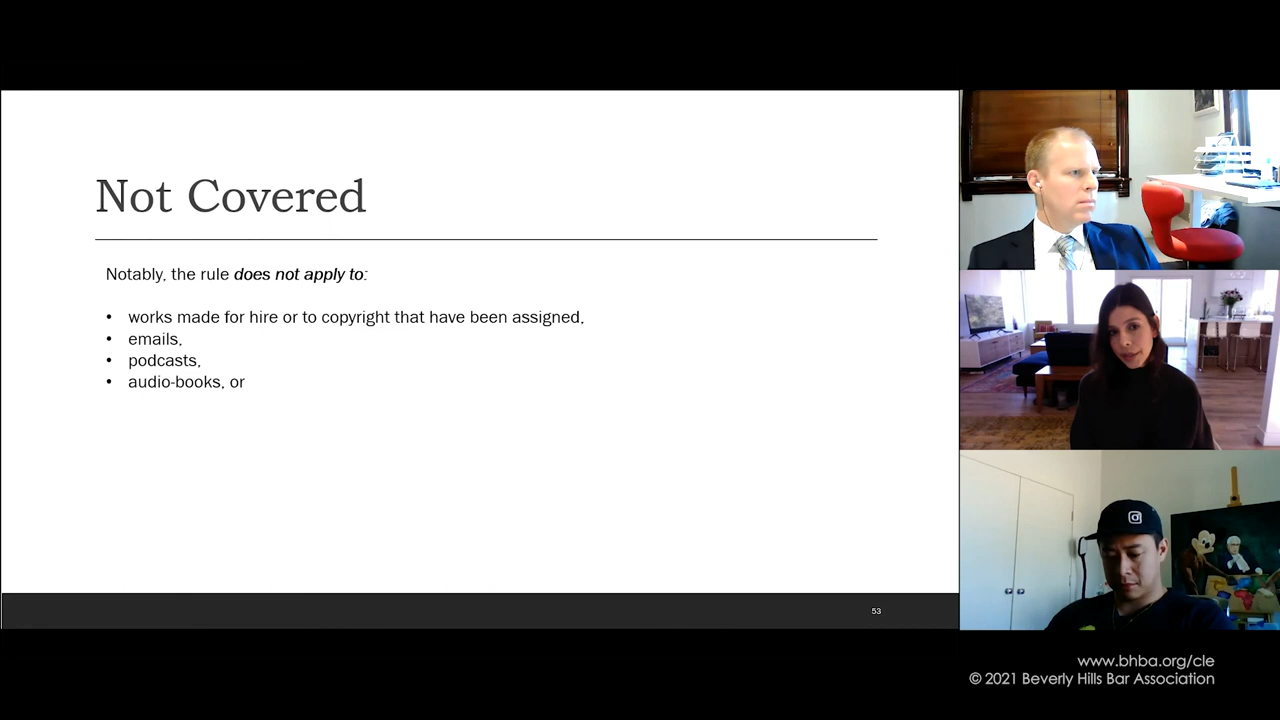 Not Covered
Notably, the rule does not apply to:
• works made for hire or to copyright that have been assigned,
• emails,
• podcasts,
• audio-books, or
53
www.bhba.org/cle
© 2021 Beverly Hills Bar Association